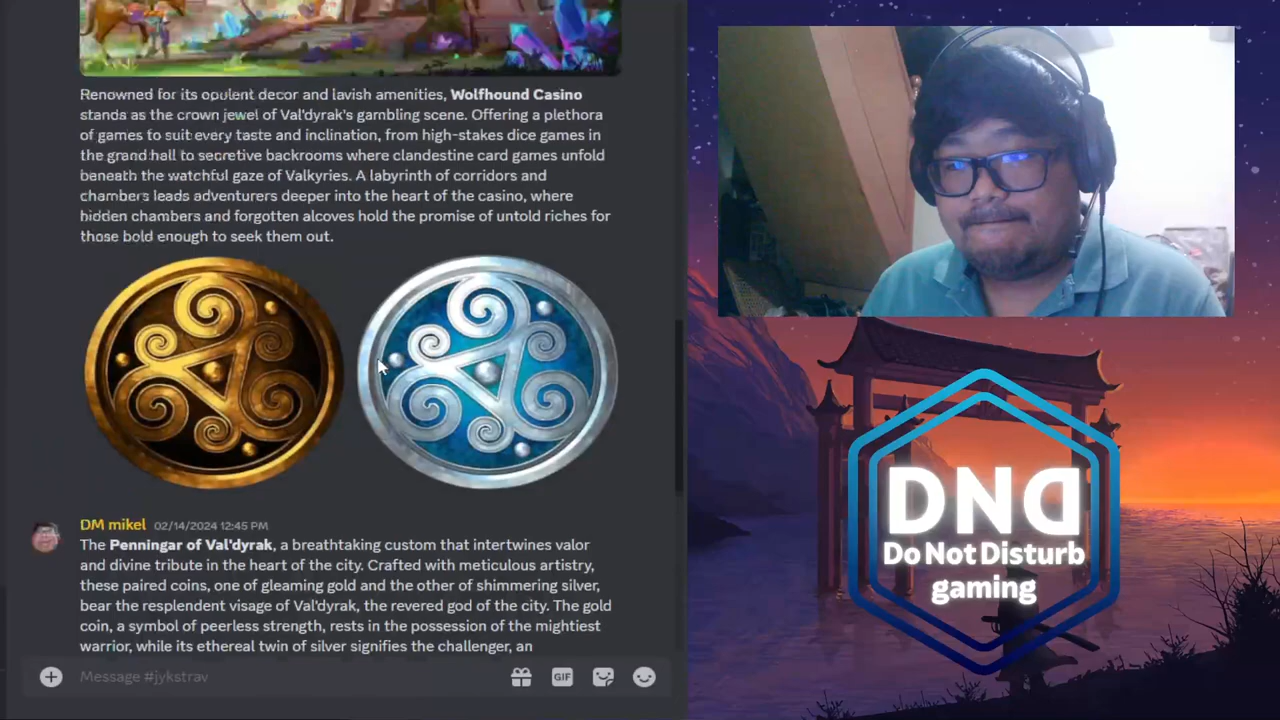 Renowned for its opulent decor and lavish amenities, Wolfhound Casino
stands as the crown jewel of Val'dyrak's gambling scene. Offering a plethora
of games to suit every taste and inclination, from high-stakes dice games in
the grand hall to secretive backrooms where clandestine card games unfold
beneath the watchful gaze of Valkyries. A labyrinth of corridors and
chambers leads adventurers deeper into the heart of the casino, where
hidden chambers and forgotten alcoves hold the promise of untold riches for
those bold enough to seek them out.
DM mikel 02/14/2024 12:45 PM
The Penningar of Val'dyrak, a breathtaking custom that intertwines valor
and divine tribute in the heart of the city. Crafted with meticulous artistry,
these paired coins, one of gleaming gold and the other of shimmering silver,
bear the resplendent visage of Val'dyrak, the revered god of the city. The gold
coin, a symbol of peerless strength, rests in the possession of the mightiest
warrior, while its ethereal twin of silver signifies the challenger, an
Message #jykstrav
GIF
DND
Do Not Disturb
gaming